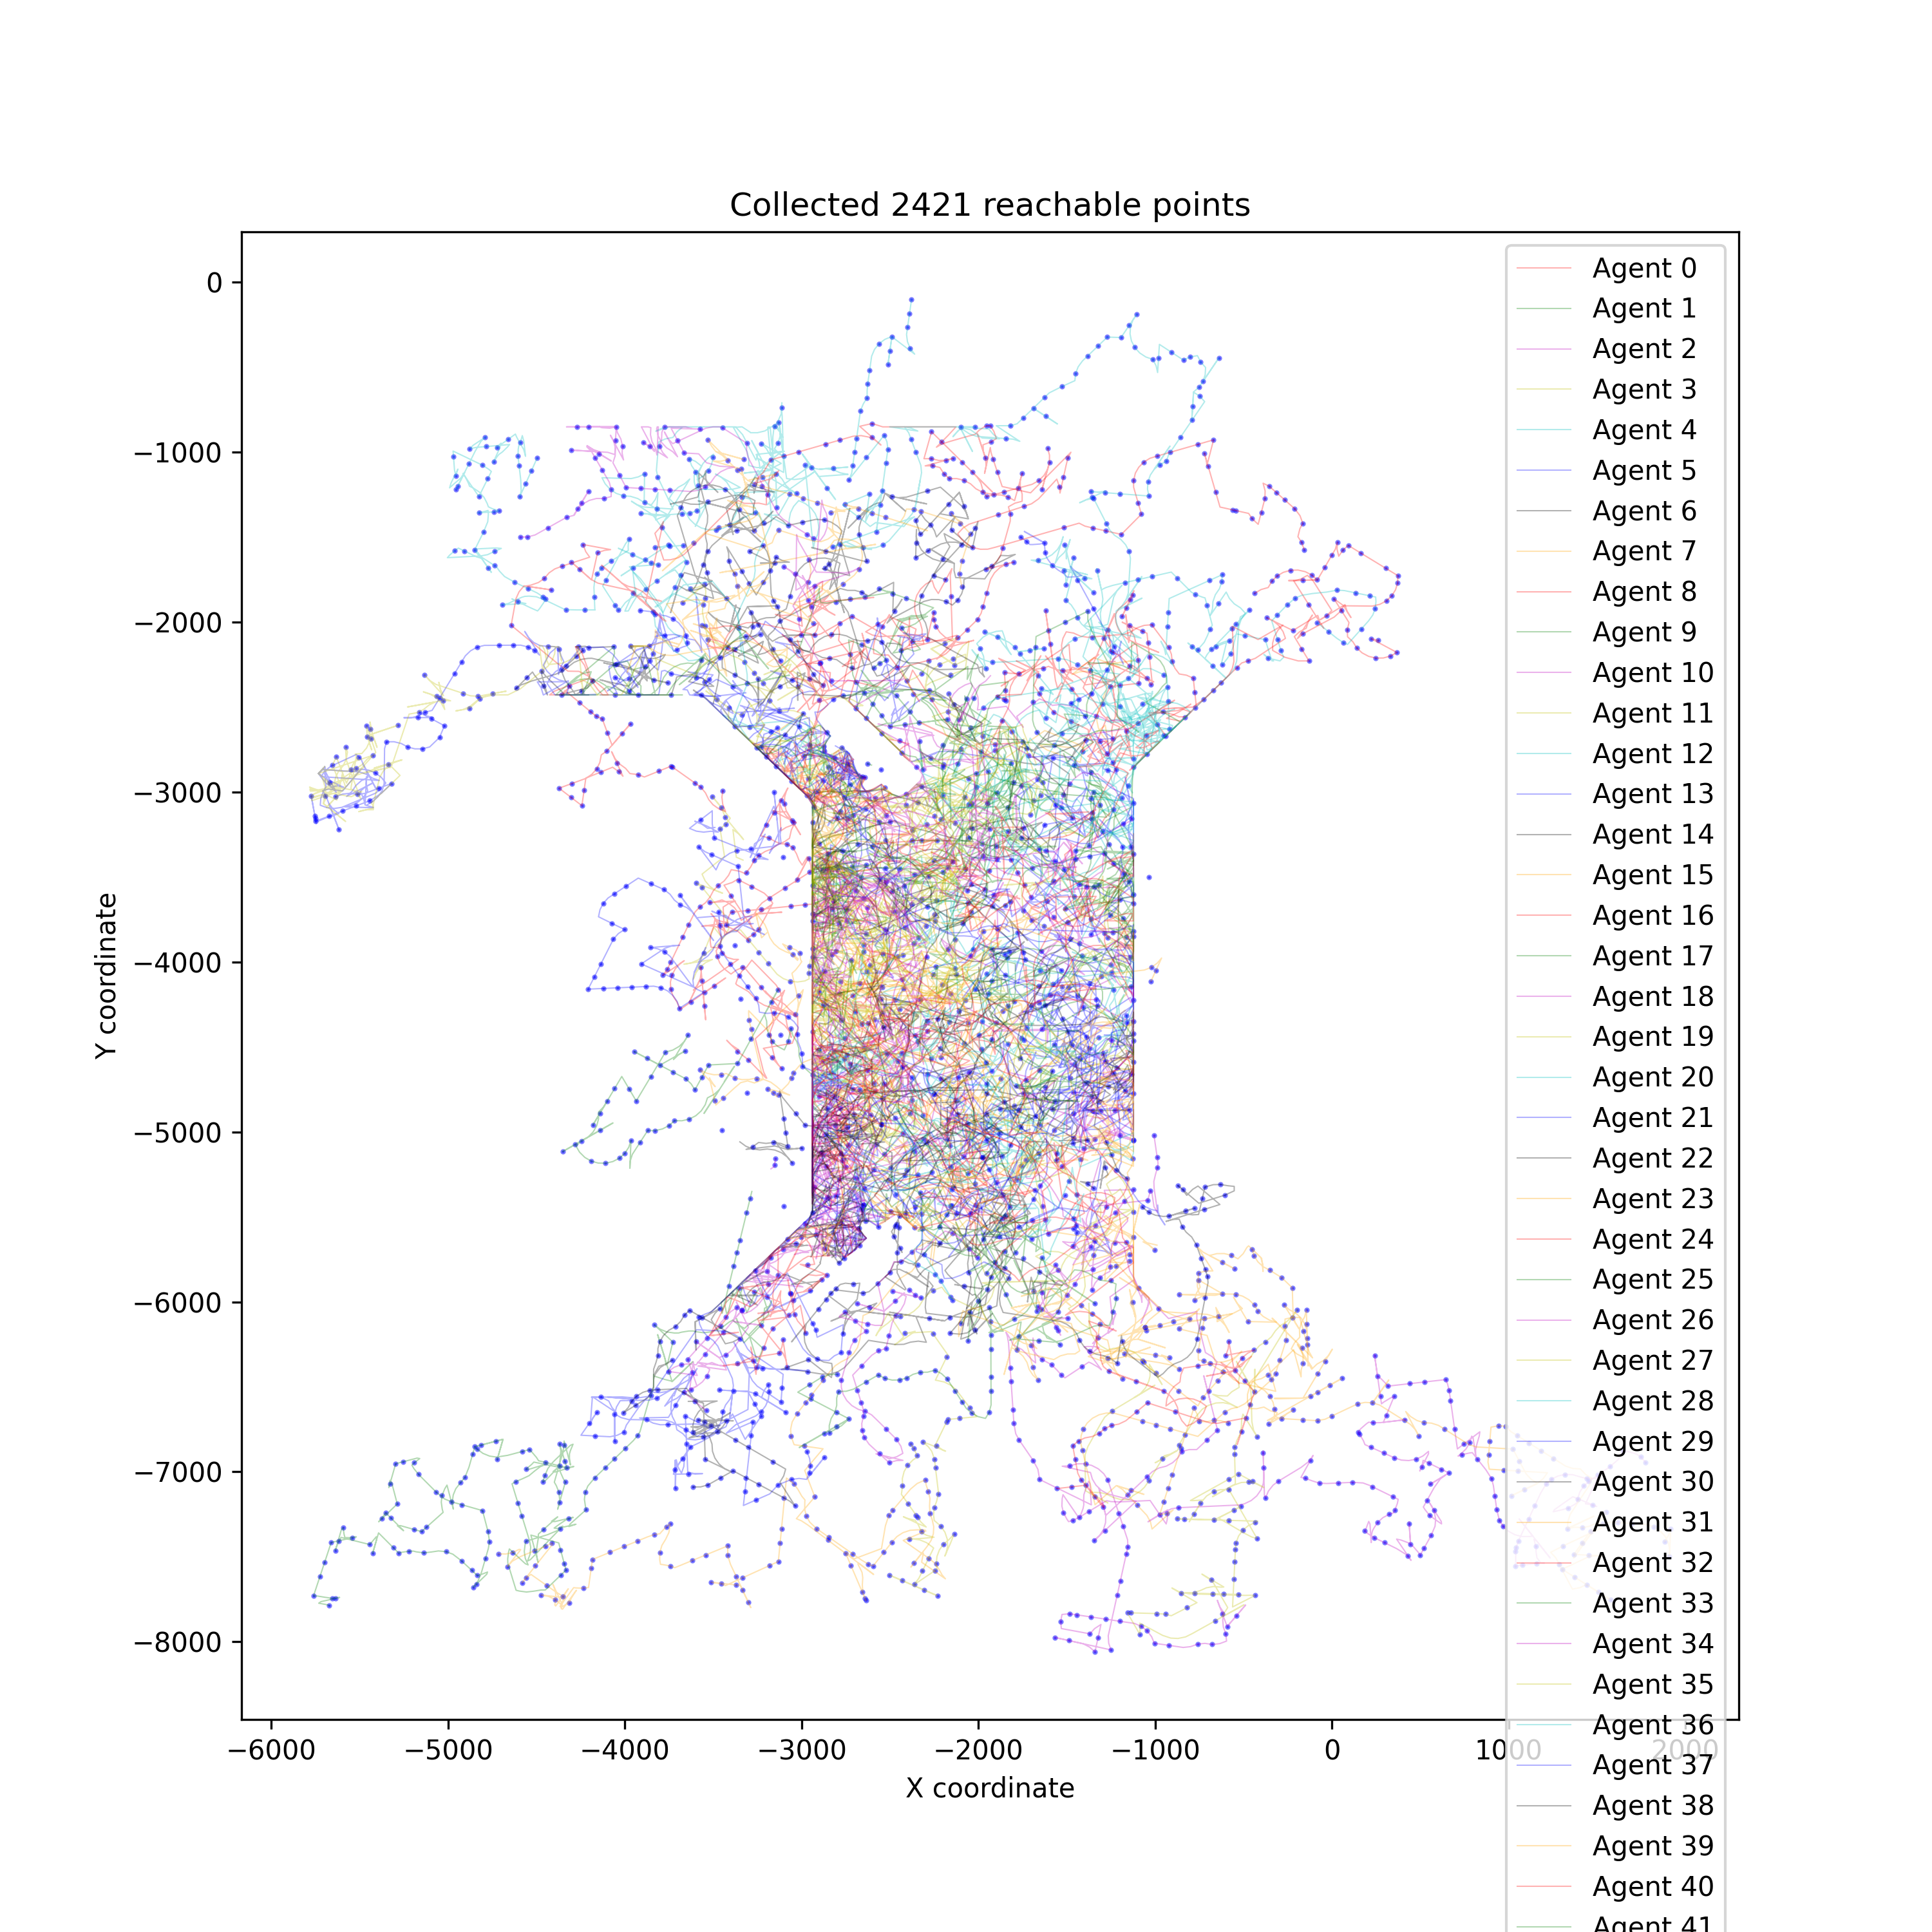 Collected 2421 reachable points
0
−1000
−2000
−3000
−4000
−5000
−6000
−7000
−8000
Y coordinate
−6000
−5000
−4000
−3000
−2000
−1000
0
1000
2000
X coordinate
Agent 0
Agent 1
Agent 2
Agent 3
Agent 4
Agent 5
Agent 6
Agent 7
Agent 8
Agent 9
Agent 10
Agent 11
Agent 12
Agent 13
Agent 14
Agent 15
Agent 16
Agent 17
Agent 18
Agent 19
Agent 20
Agent 21
Agent 22
Agent 23
Agent 24
Agent 25
Agent 26
Agent 27
Agent 28
Agent 29
Agent 30
Agent 31
Agent 32
Agent 33
Agent 34
Agent 35
Agent 36
Agent 37
Agent 38
Agent 39
Agent 40
Agent 41